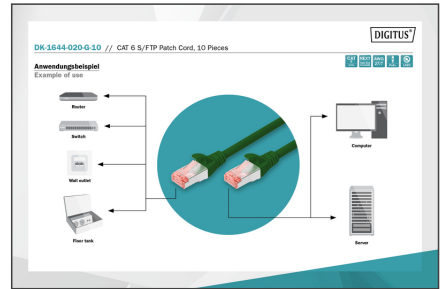 DIGITUS®
DK-1644-020-G-10 // CAT 6 S/FTP Patch Cord, 10 Pieces
Anwendungsbeispiel
Example of use
Router
Switch
Wall outlet
Floor tank
Computer
Server